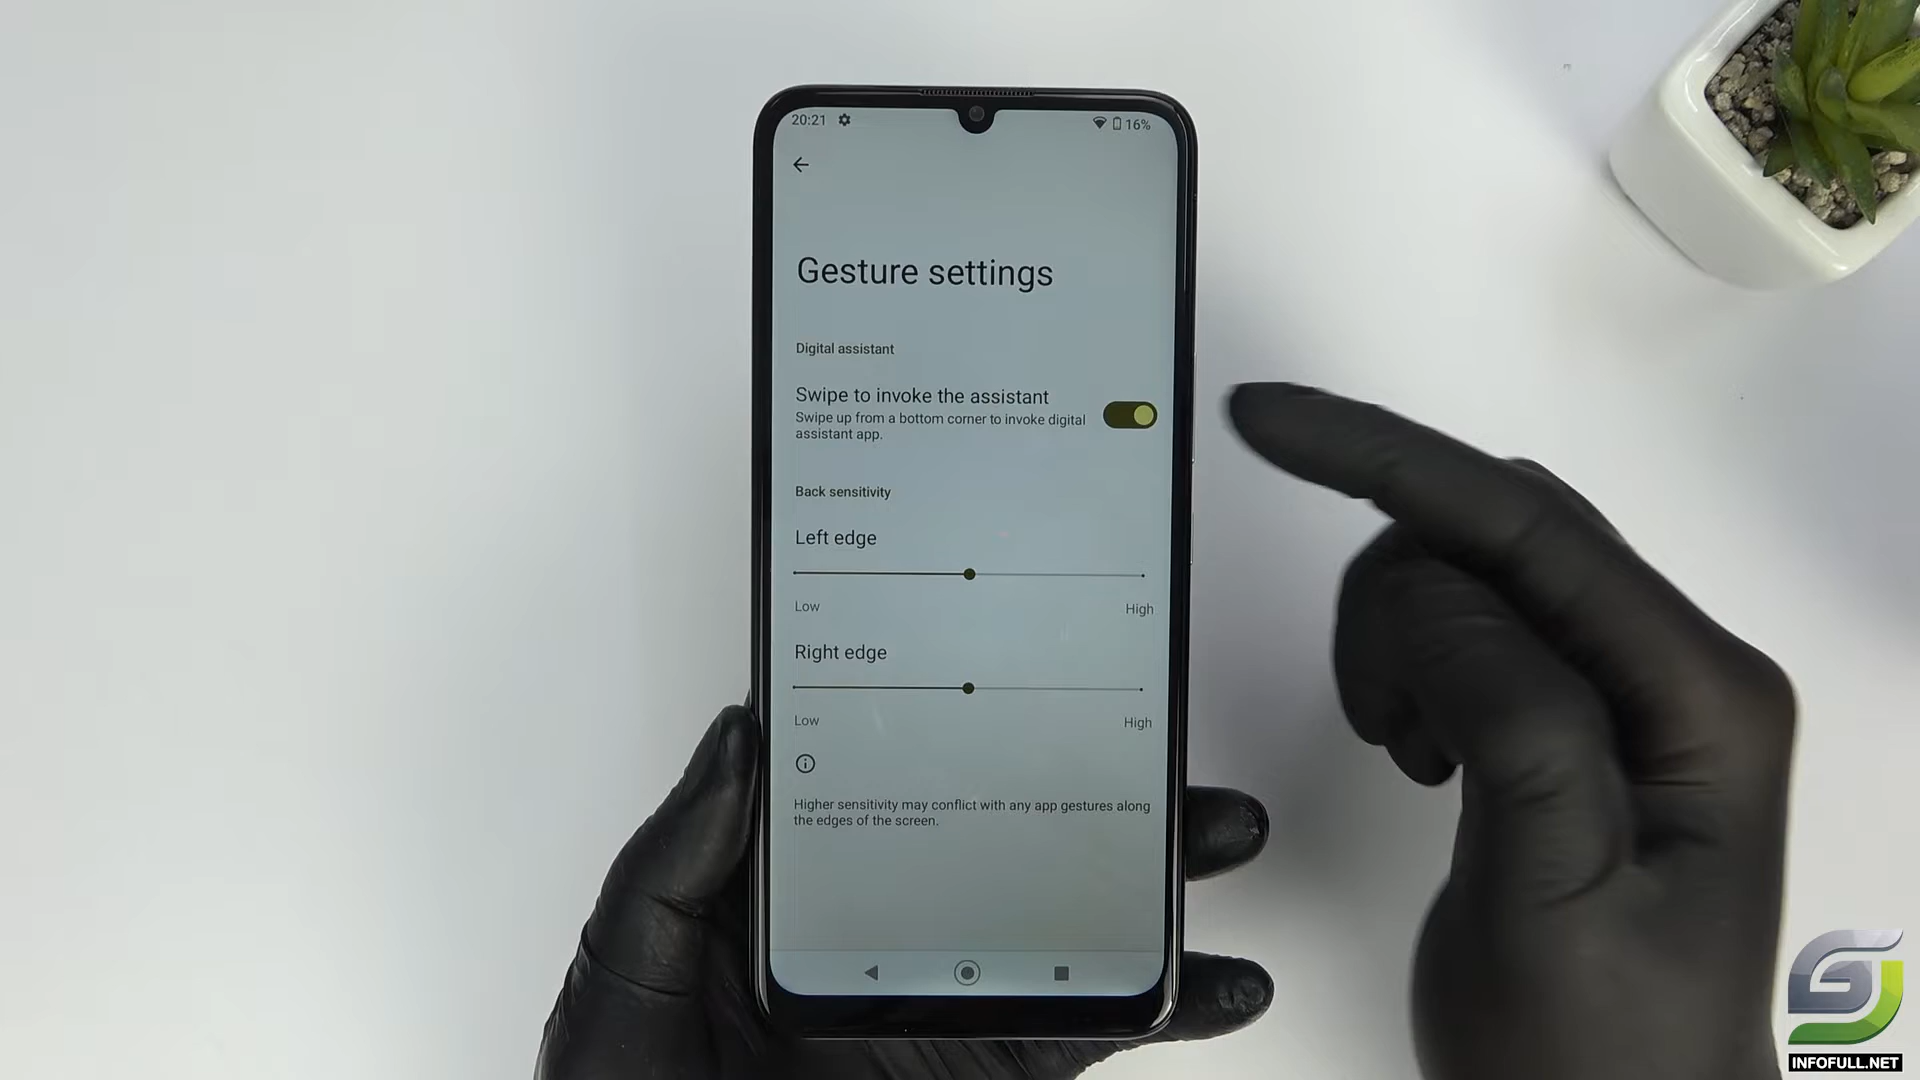 20:21
16%
Gesture settings
Digital assistant
Swipe to invoke the assistant
Swipe up from a bottom corner to invoke digital
assistant app.
Back sensitivity
Left edge
Low
High
Right edge
Low
High
Higher sensitivity may conflict with any app gestures along
the edges of the screen.
INFOFULL.NET